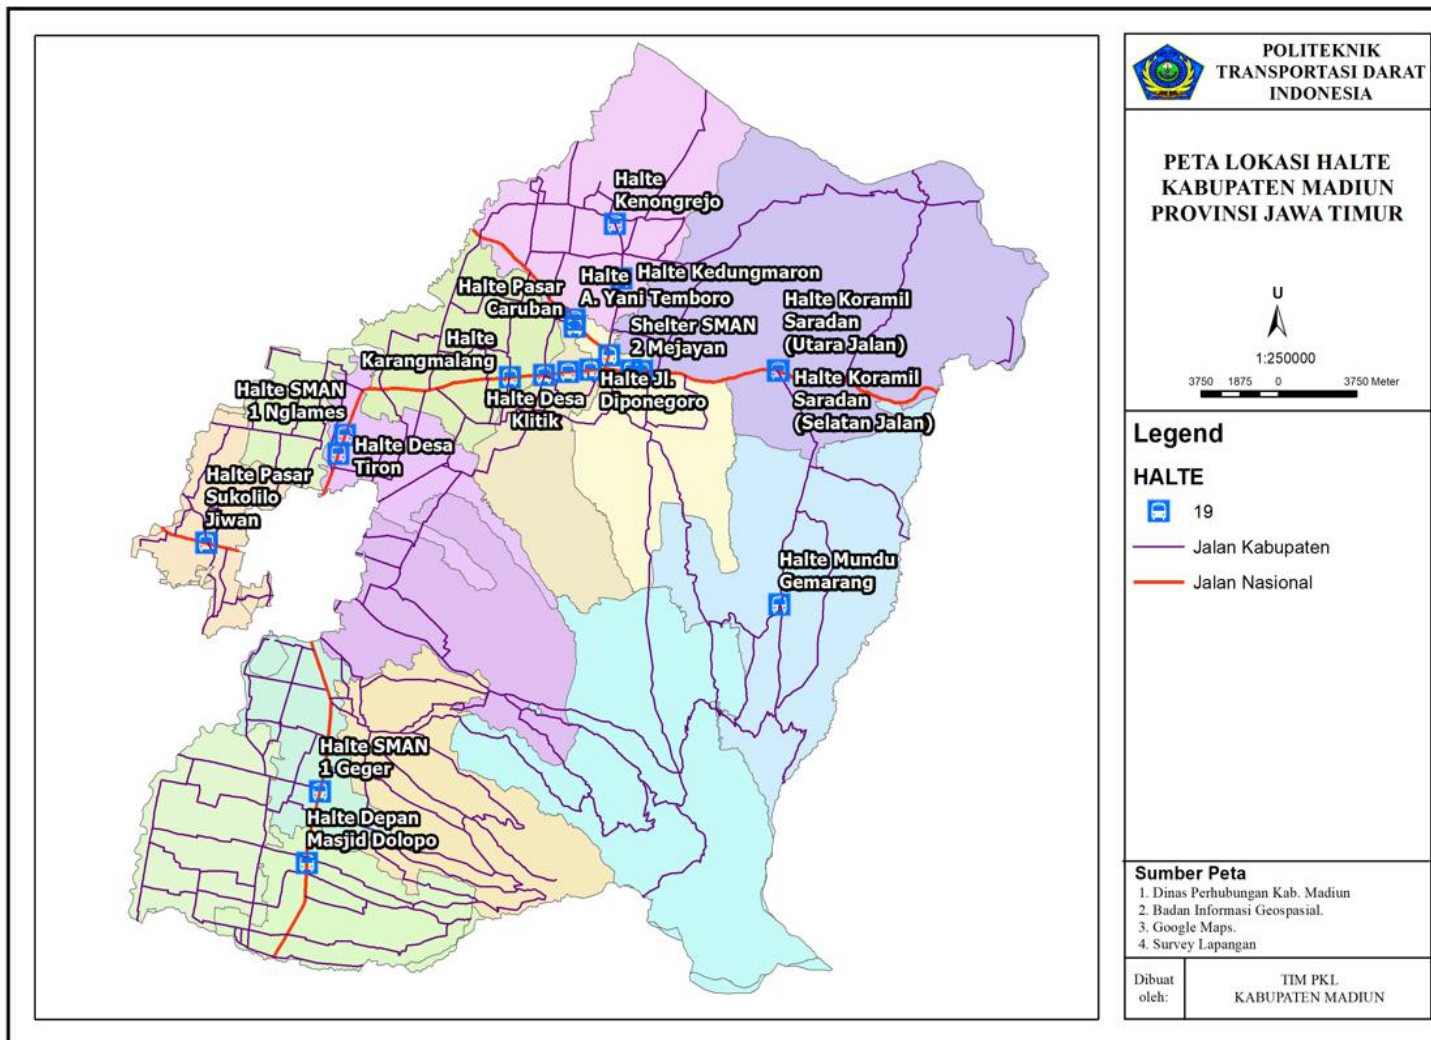 Halte
Kenongrejo
Halte Pasar
Caruban
Halte
A. Yani Temboro
Halte Kedungmaron
Halte Koramil
Saradan
(Utara Jalan)
Shelter SMAN
2 Mejayan
Halte
Karangmalang
Halte SMAN
1 Nglames
Halte Desa
Klitik
Halte Jl.
Diponegoro
Halte Koramil
Saradan
(Selatan Jalan)
Halte Desa
Tiron
Halte Pasar
Sukolilo
Jiwan
Halte Mundu
Gemarang
Halte SMAN
1 Geger
Halte Depan
Masjid Dolopo
POLITEKNIK
TRANSPORTASI DARAT
INDONESIA
PETA LOKASI HALTE
KABUPATEN MADIUN
PROVINSI JAWA TIMUR
U
1:250000
3750 1875 0 3750 Meter
Legend
HALTE
19
Jalan Kabupaten
Jalan Nasional
Sumber Peta
1. Dinas Perhubungan Kab. Madiun
2. Badan Informasi Geospasial.
3. Google Maps.
4. Survey Lapangan
Dibuat
oleh:
TIM PKL
KABUPATEN MADIUN